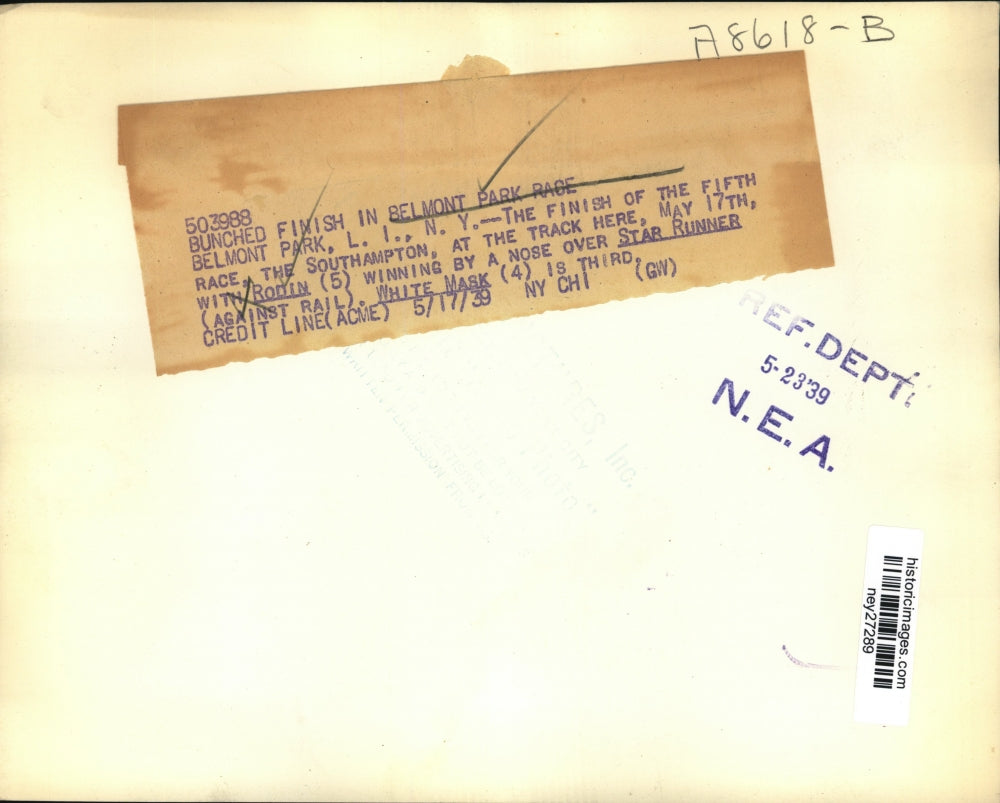 A8618-B
503988
BUNCHED FINISH IN BELMONT PARK RACE
BELMONT PARK, L. I., N. Y.—THE FINISH OF THE FIFTH
RACE, THE SOUTHAMPTON, AT THE TRACK HERE, MAY 17TH,
WITH RODIN (5) WINNING BY A NOSE OVER STAR RUNNER
(AGAINST RAIL). WHITE MASK (4) IS THIRD.
CREDIT LINE(ACME) 5/17/39 NY CHI (GW)
REF. DEPT.
5-23'39
N.E.A.
Inc.
WRITTEN PERMISSION
historicimages.com
ney27289